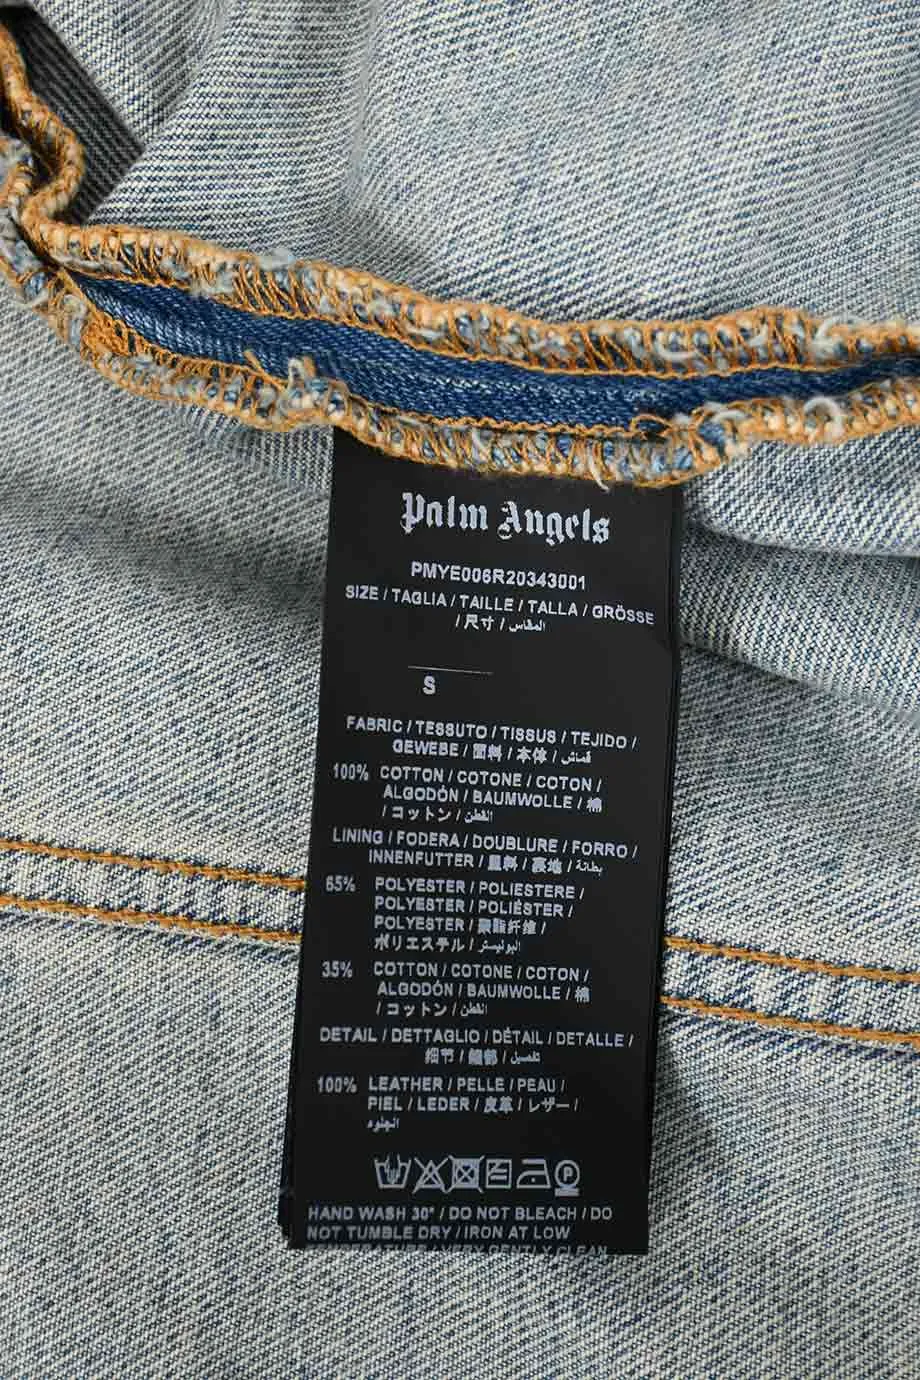 Palm Angels
PMYE006R20343001
SIZE / TAGLIA / TAILLE / TALLA / GRÖSSE
/ 尺寸 / المقاس
S
FABRIC / TESSUTO / TISSUS / TEJIDO /
GEWEBE / 面料 / 本体 / قماش
100% COTTON / COTONE / COTON /
ALGODÓN / BAUMWOLLE / 棉
/ コットン / القطن
LINING / FODERA / DOUBLURE / FORRO /
INNENFUTTER / 里料 / 裏地 / بطانة
65% POLYESTER / POLIESTERE /
POLYESTER / POLIÉSTER /
POLYESTER / 聚酯纤维 /
ポリエステル / البوليستر
35% COTTON / COTONE / COTON /
ALGODÓN / BAUMWOLLE / 棉
/ コットン / القطن
DETAIL / DETTAGLIO / DÉTAIL / DETALLE /
细节 / 細部 / تفصيل
100% LEATHER / PELLE / PEAU /
PIEL / LEDER / 皮革 / レザー /
الجلود
HAND WASH 30° / DO NOT BLEACH / DO
NOT TUMBLE DRY / IRON AT LOW
TEMPERATURE / VERY GENTLY CLEAN